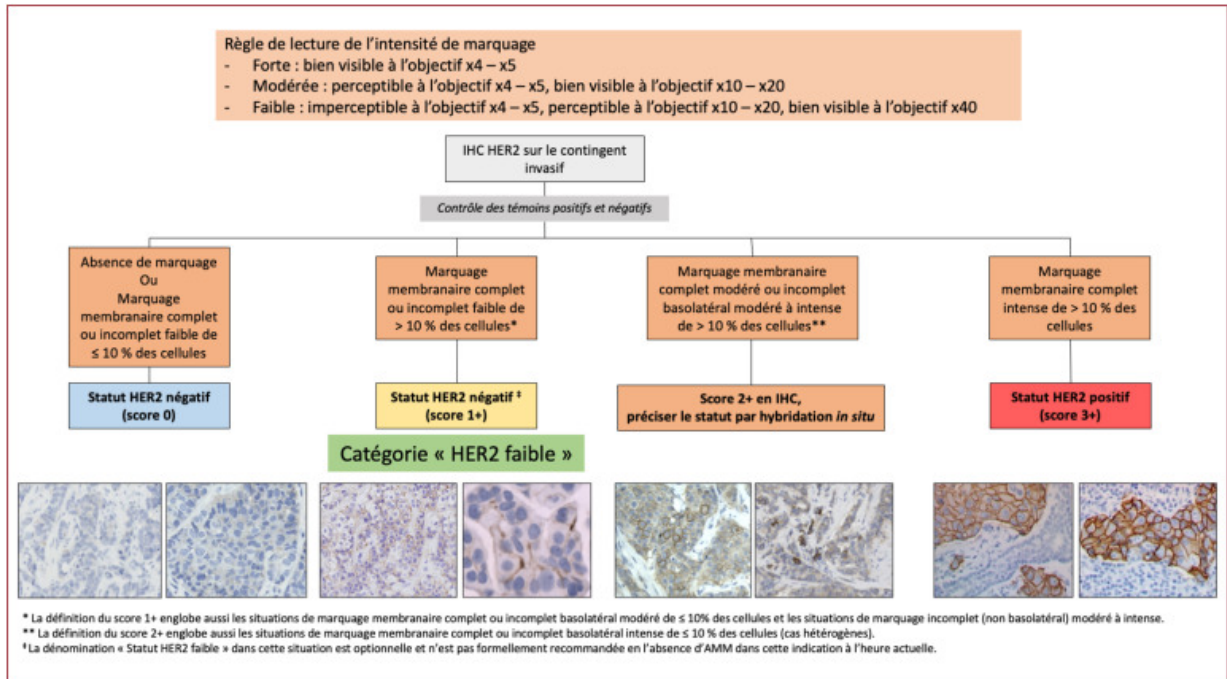 Règle de lecture de l’intensité de marquage
- Forte : bien visible à l’objectif x4 – x5
- Modérée : perceptible à l’objectif x4 – x5, bien visible à l’objectif x10 – x20
- Faible : imperceptible à l’objectif x4 – x5, perceptible à l’objectif x10 – x20, bien visible à l’objectif x40
IHC HER2 sur le contingent
invasif
Contrôle des témoins positifs et négatifs
Absence de marquage
Ou
Marquage
membranaire complet
ou incomplet faible de
≤ 10 % des cellules
Marquage
membranaire complet
ou incomplet faible de
> 10 % des cellules*
Marquage membranaire
complet modéré ou incomplet
basolatéral modéré à intense
de > 10 % des cellules**
Marquage
membranaire complet
intense de > 10 % des
cellules
Statut HER2 négatif
(score 0)
Statut HER2 négatif ‡
(score 1+)
Score 2+ en IHC,
préciser le statut par hybridation in situ
Statut HER2 positif
(score 3+)
Catégorie « HER2 faible »
* La définition du score 1+ englobe aussi les situations de marquage membranaire complet ou incomplet basolatéral modéré de ≤ 10% des cellules et les situations de marquage incomplet (non basolatéral) modéré à intense.
** La définition du score 2+ englobe aussi les situations de marquage membranaire complet ou incomplet basolatéral intense de ≤ 10 % des cellules (cas hétérogènes).
‡ La dénomination « Statut HER2 faible » dans cette situation est optionnelle et n’est pas formellement recommandée en l’absence d’AMM dans cette indication à l’heure actuelle.